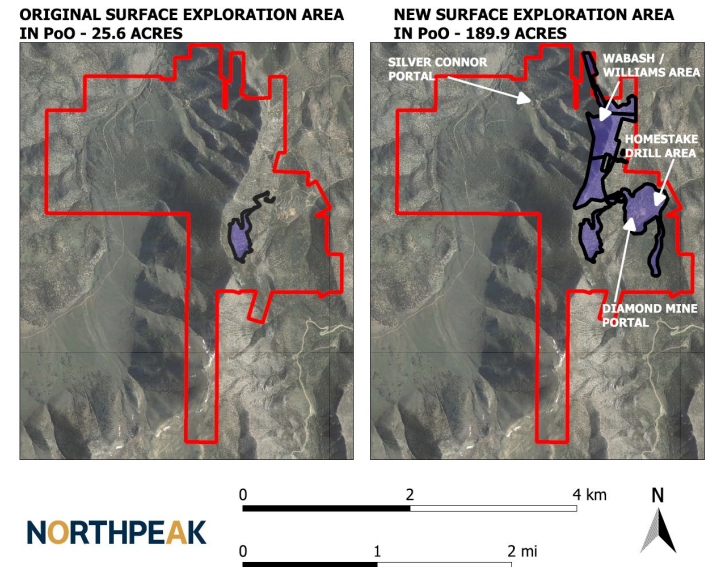 ORIGINAL SURFACE EXPLORATION AREA
IN PoO - 25.6 ACRES
NEW SURFACE EXPLORATION AREA
IN PoO - 189.9 ACRES
SILVER CONNOR
PORTAL
WABASH /
WILLIAMS AREA
HOMESTAKE
DRILL AREA
DIAMOND MINE
PORTAL
NORTHPEAK
0 2 4 km
0 1 2 mi
N